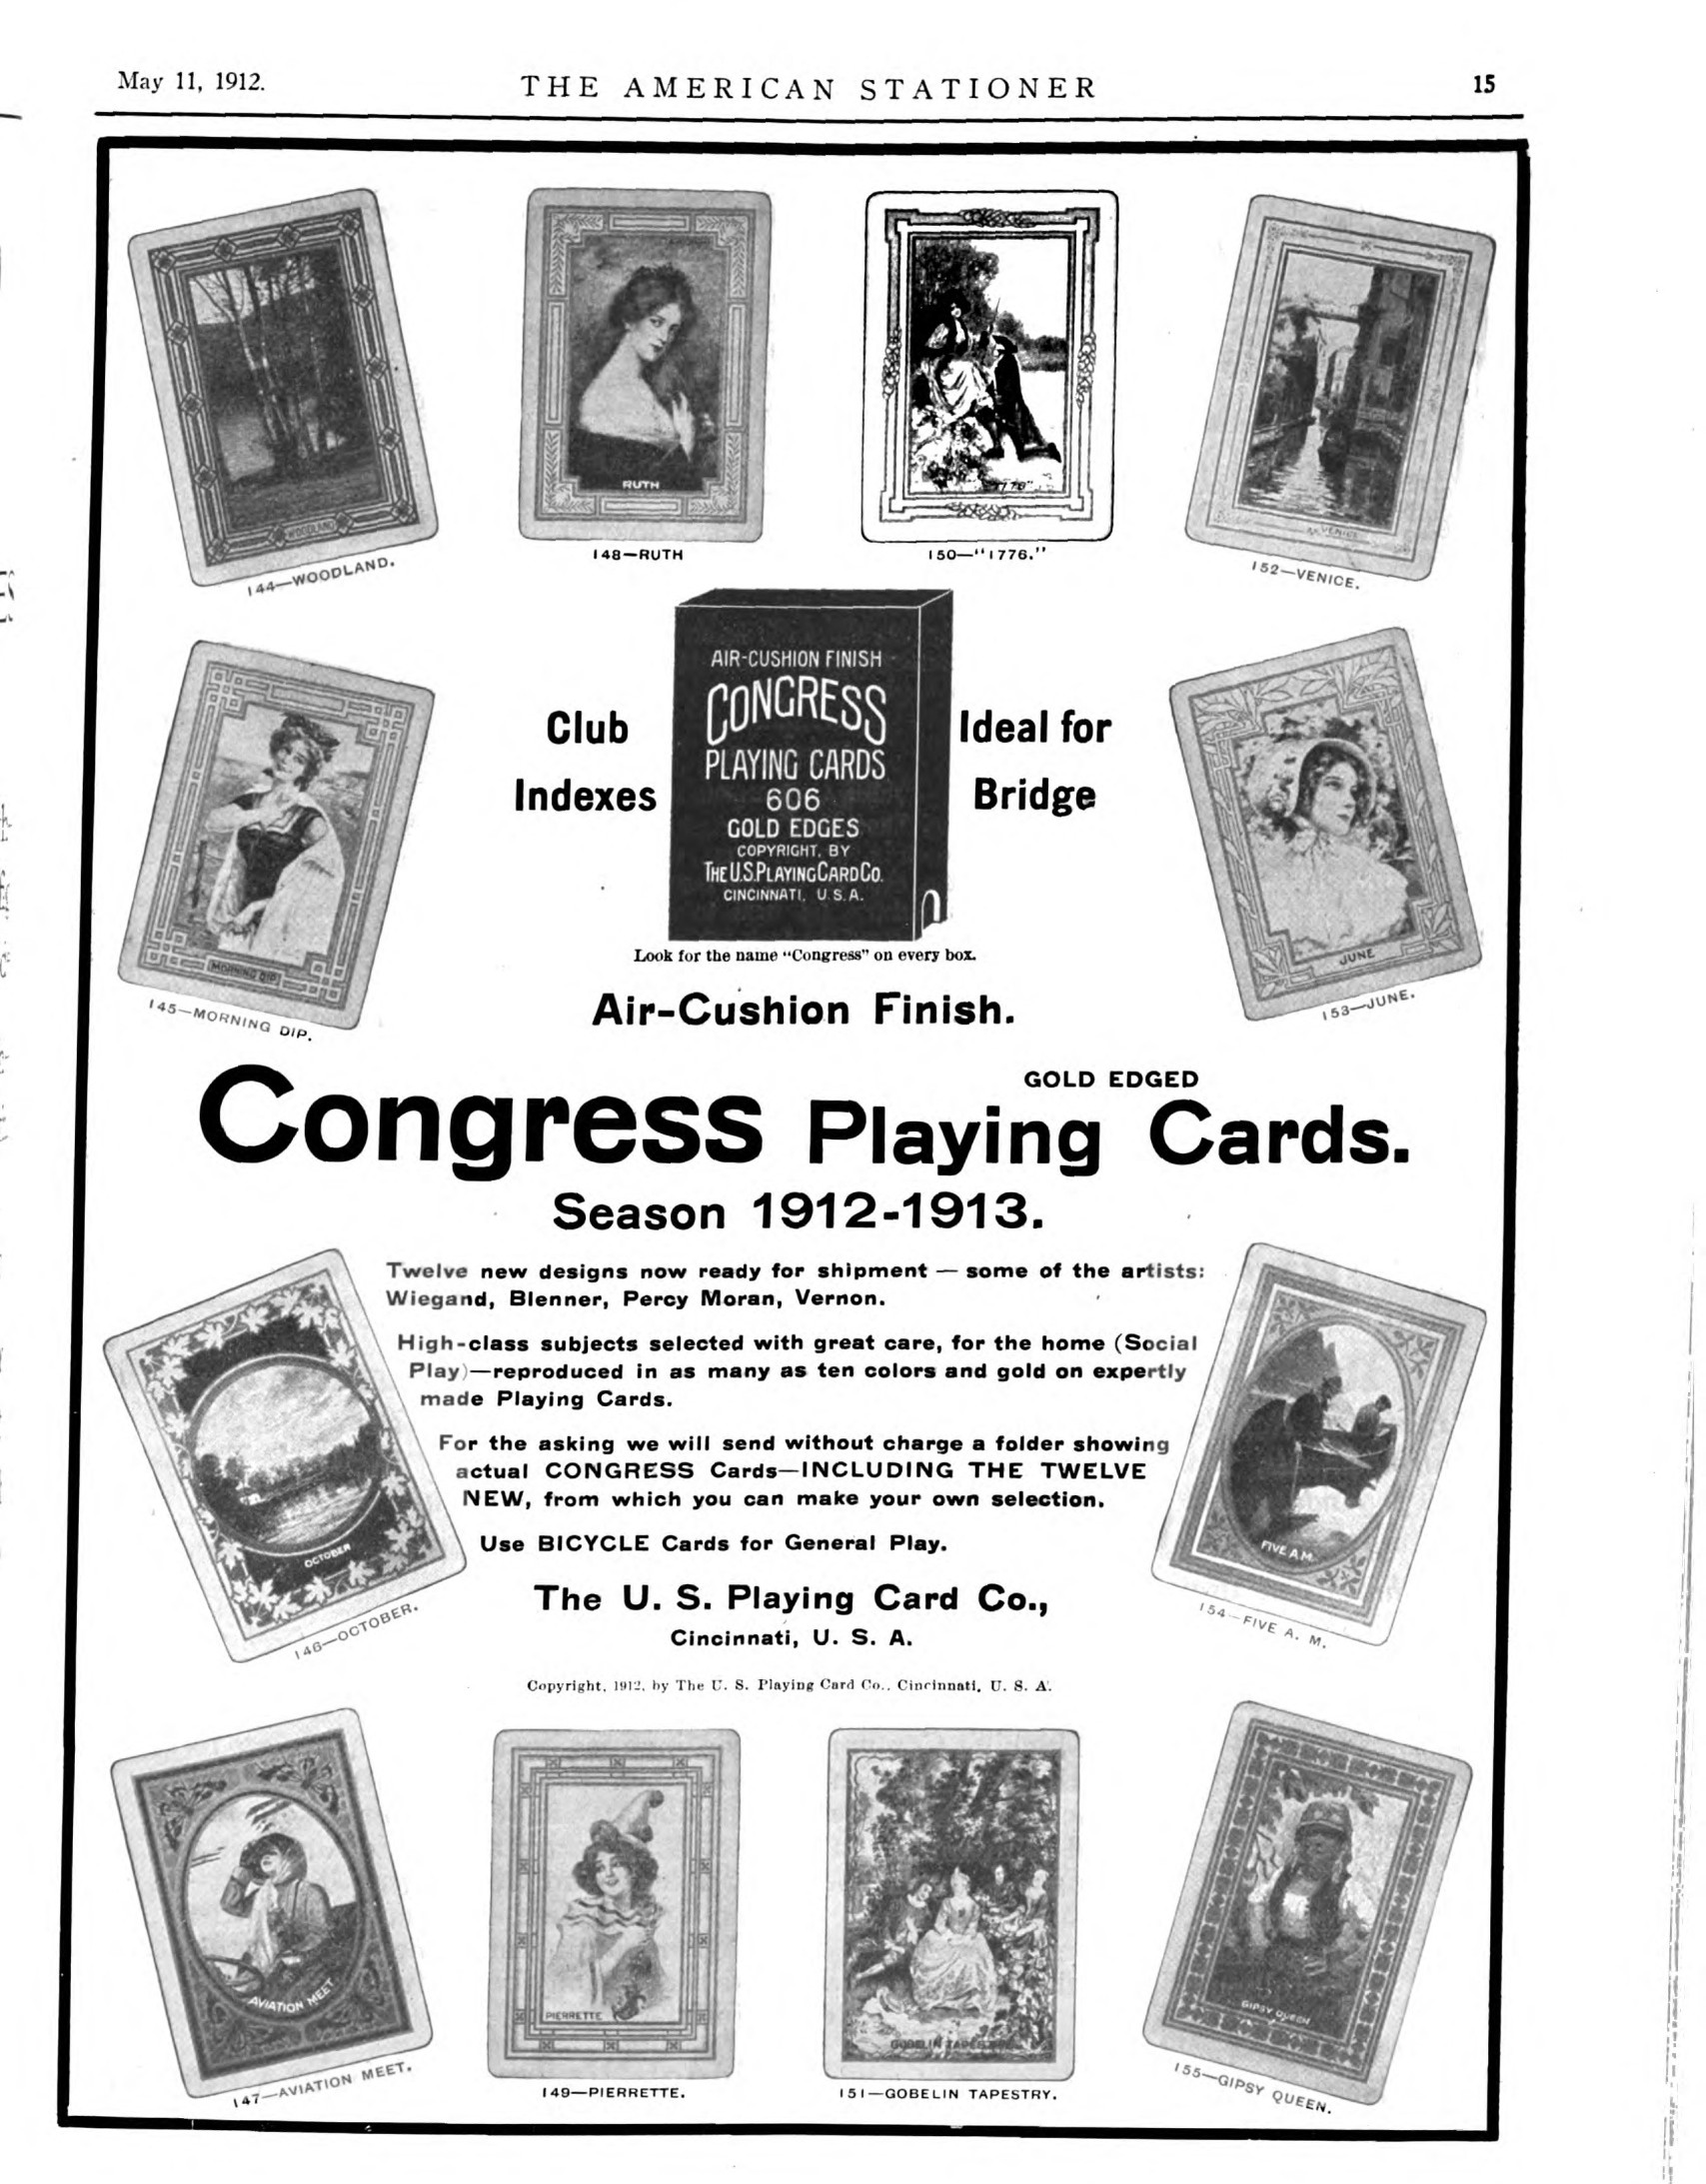 May 11, 1912.
THE AMERICAN STATIONER
15
WOODLAND
144—WOODLAND.
RUTH
148—RUTH
"1776"
150—"1776."
VENICE
152—VENICE.
MORNING DIP
145—MORNING DIP.
Club
Indexes
AIR-CUSHION FINISH
CONGRESS
PLAYING CARDS
606
GOLD EDGES
COPYRIGHT, BY
THE U.S. PLAYING CARD CO.
CINCINNATI, U.S.A.
Ideal for
Bridge
JUNE
153—JUNE.
Look for the name "Congress" on every box.
Air-Cushion Finish.
GOLD EDGED
Congress Playing Cards.
Season 1912-1913.
Twelve new designs now ready for shipment — some of the artists:
Wiegand, Blenner, Percy Moran, Vernon.
High-class subjects selected with great care, for the home (Social
Play)—reproduced in as many as ten colors and gold on expertly
made Playing Cards.
For the asking we will send without charge a folder showing
actual CONGRESS Cards—INCLUDING THE TWELVE
NEW, from which you can make your own selection.
Use BICYCLE Cards for General Play.
The U. S. Playing Card Co.,
Cincinnati, U. S. A.
Copyright, 1912, by The U. S. Playing Card Co., Cincinnati, U. S. A.
OCTOBER
146—OCTOBER.
FIVE A.M.
154—FIVE A. M.
AVIATION MEET
147—AVIATION MEET.
PIERRETTE
149—PIERRETTE.
GOBELIN TAPESTRY
151—GOBELIN TAPESTRY.
GIPSY QUEEN
155—GIPSY QUEEN.